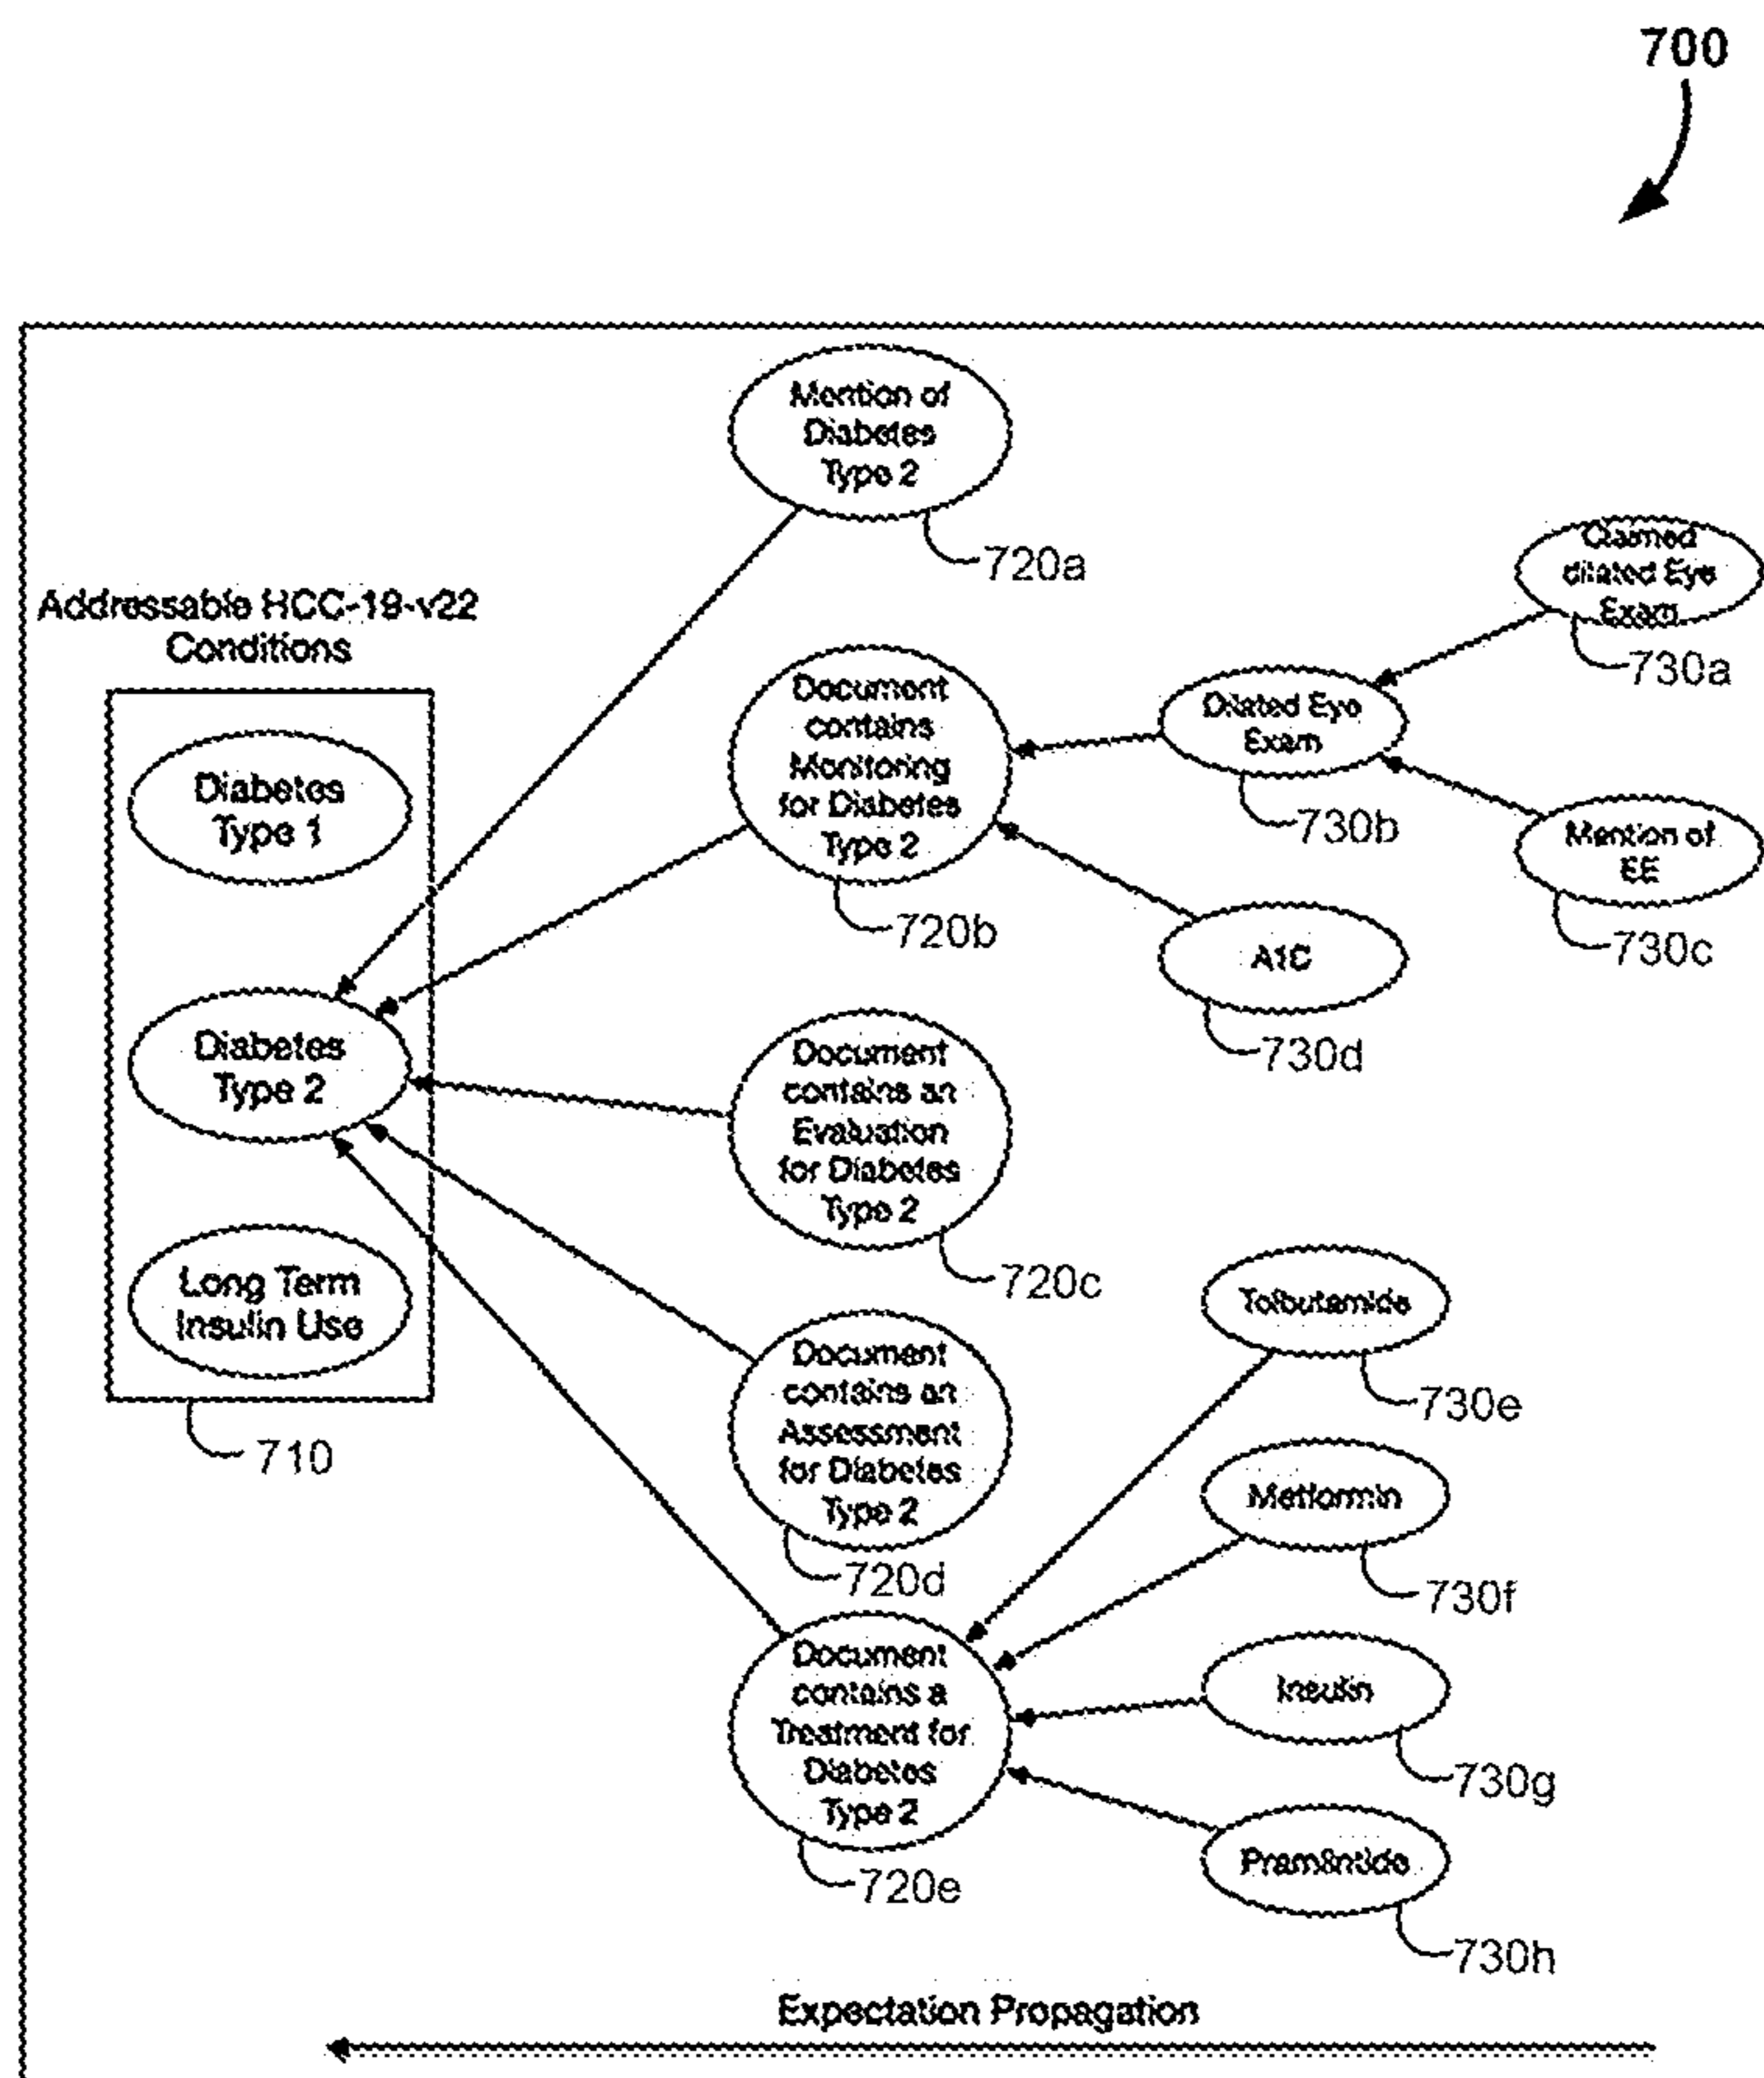 700
Mention of
Diabetes
Type 2
720a
Claimed
dilated Eye
Exam
730a
Addressable HCC-19-v22
Conditions
Document
contains
Monitoring
for Diabetes
Type 2
720b
Dilated Eye
Exam
730b
Mention of
EE
730c
Diabetes
Type 1
A1C
730d
Diabetes
Type 2
Document
contains an
Evaluation
for Diabetes
Type 2
720c
Long Term
Insulin Use
710
Tolbutamide
730e
Document
contains an
Assessment
for Diabetes
Type 2
720d
Metformin
730f
Document
contains a
Treatment for
Diabetes
Type 2
720e
Insulin
730g
730h
Expectation Propagation